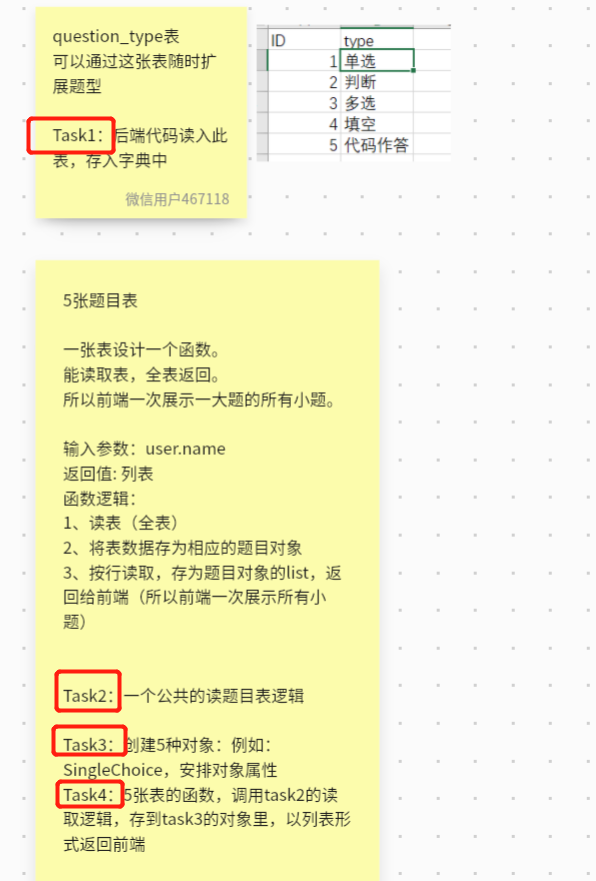 question_type表
可以通过这张表随时扩
展题型
Task1：后端代码读入此
表，存入字典中
微信用户467118
ID type
1 单选
2 判断
3 多选
4 填空
5 代码作答
5张题目表
一张表设计一个函数。
能读取表，全表返回。
所以前端一次展示一大题的所有小题。
输入参数：user.name
返回值: 列表
函数逻辑：
1、读表（全表）
2、将表数据存为相应的题目对象
3、按行读取，存为题目对象的list，返
回给前端（所以前端一次展示所有小
题）
Task2：一个公共的读题目表逻辑
Task3：创建5种对象：例如：
SingleChoice，安排对象属性
Task4：5张表的函数，调用task2的读
取逻辑，存到task3的对象里，以列表形
式返回前端